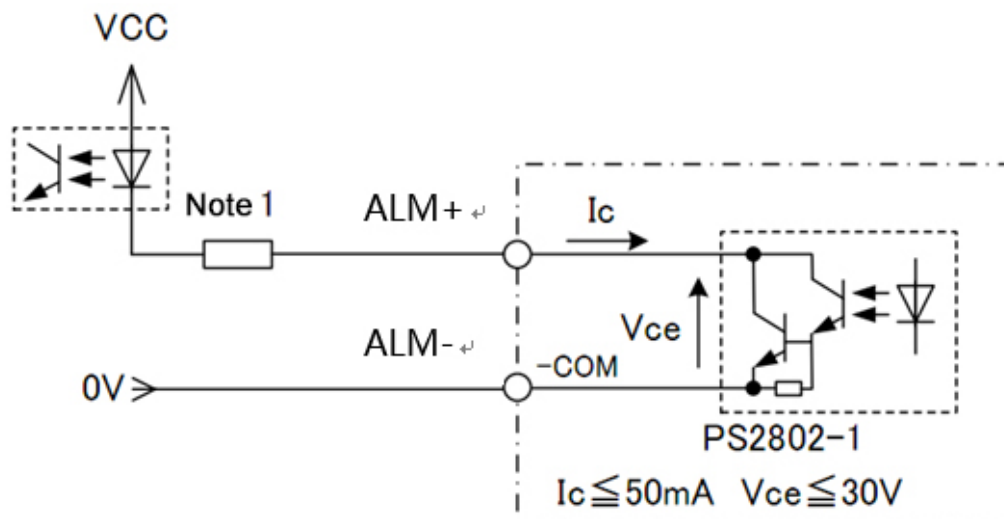 VCC
Note 1
ALM+ ↵
Ic
Vce
ALM- ↵
-COM
0V
PS2802-1
Ic≦50mA Vce≦30V